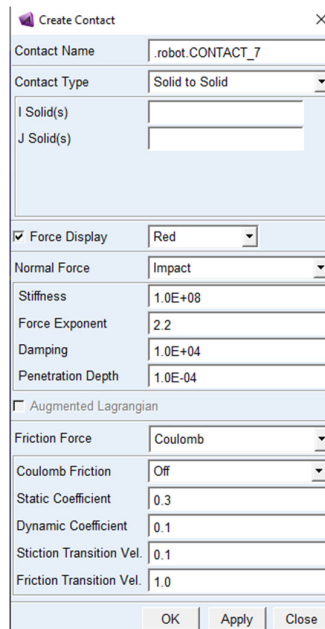 Create Contact
Contact Name .robot.CONTACT_7
Contact Type Solid to Solid
I Solid(s)
J Solid(s)
Force Display Red
Normal Force Impact
Stiffness 1.0E+08
Force Exponent 2.2
Damping 1.0E+04
Penetration Depth 1.0E-04
Augmented Lagrangian
Friction Force Coulomb
Coulomb Friction Off
Static Coefficient 0.3
Dynamic Coefficient 0.1
Stiction Transition Vel. 0.1
Friction Transition Vel. 1.0
OK Apply Close